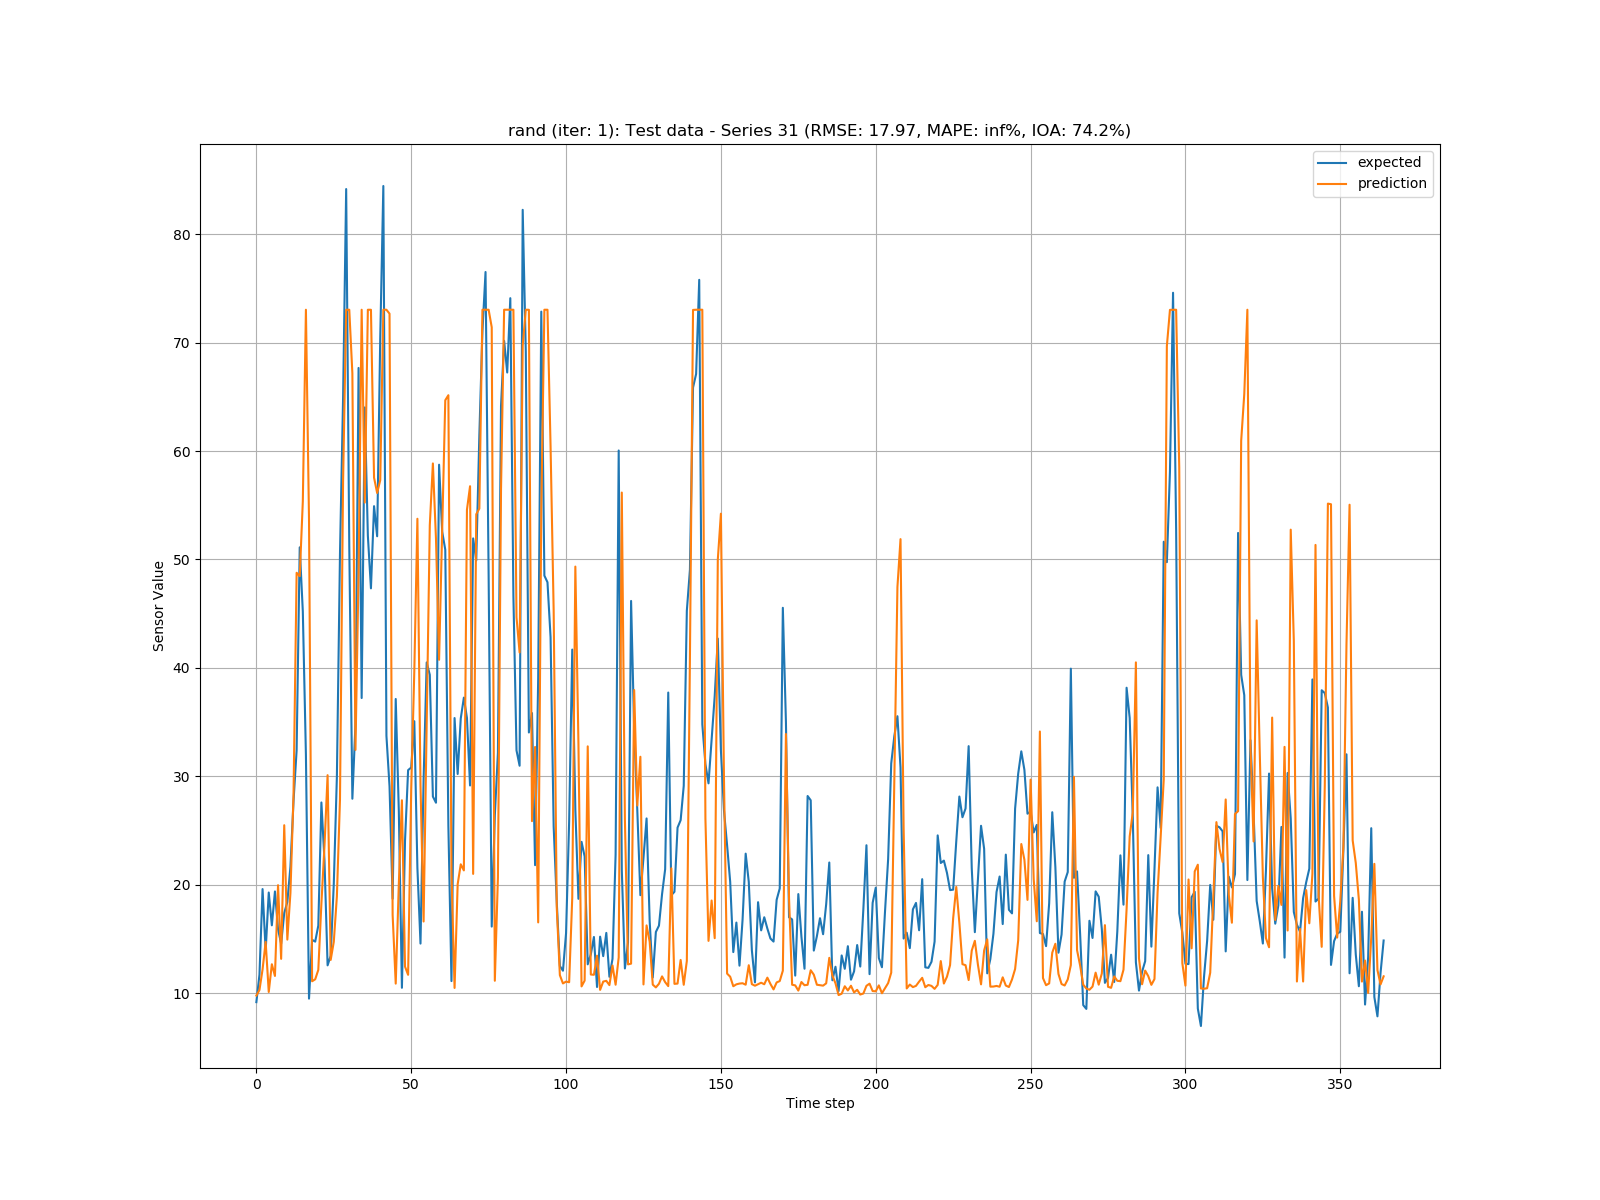 rand (iter: 1): Test data - Series 31 (RMSE: 17.97, MAPE: inf%, IOA: 74.2%)
expected
prediction
80
70
60
50
40
30
20
10
Sensor Value
0 50 100 150 200 250 300 350
Time step